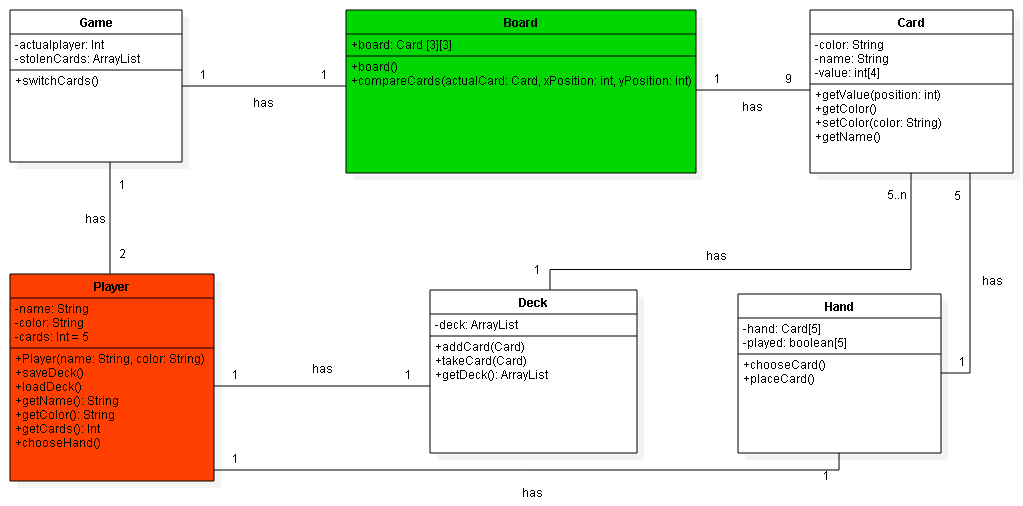 Game
-actualplayer: Int
-stolenCards: ArrayList
+switchCards()
1
1
has
Board
+board: Card [3][3]
+board()
+compareCards(actualCard: Card, xPosition: int, yPosition: int)
1
9
has
Card
-color: String
-name: String
-value: int[4]
+getValue(position: int)
+getColor()
+setColor(color: String)
+getName()
1
has
2
5..n
has
1
5
has
1
Player
-name: String
-color: String
-cards: Int = 5
+Player(name: String, color: String)
+saveDeck()
+loadDeck()
+getName(): String
+getColor(): String
+getCards(): Int
+chooseHand()
1
has
1
Deck
-deck: ArrayList
+addCard(Card)
+takeCard(Card)
+getDeck(): ArrayList
Hand
-hand: Card[5]
-played: boolean[5]
+chooseCard()
+placeCard()
1
1
has